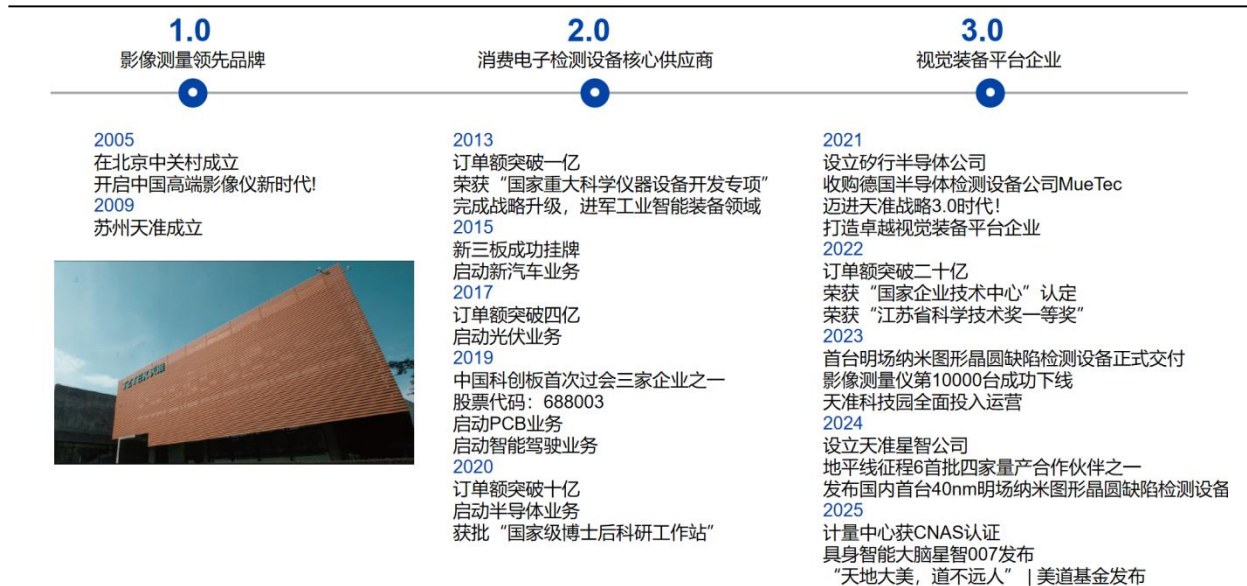 1.0
影像测量领先品牌
2005
在北京中关村成立
开启中国高端影像仪新时代!
2009
苏州天准成立
TZTEK天准
2.0
消费电子检测设备核心供应商
2013
订单额突破一亿
荣获“国家重大科学仪器设备开发专项”
完成战略升级，进军工业智能装备领域
2015
新三板成功挂牌
启动新汽车业务
2017
订单额突破四亿
启动光伏业务
2019
中国科创板首次过会三家企业之一
股票代码：688003
启动PCB业务
启动智能驾驶业务
2020
订单额突破十亿
启动半导体业务
获批“国家级博士后科研工作站”
3.0
视觉装备平台企业
2021
设立矽行半导体公司
收购德国半导体检测设备公司MueTec
迈进天准战略3.0时代！
打造卓越视觉装备平台企业
2022
订单额突破二十亿
荣获“国家企业技术中心”认定
荣获“江苏省科学技术奖一等奖”
2023
首台明场纳米图形晶圆缺陷检测设备正式交付
影像测量仪第10000台成功下线
天准科技园全面投入运营
2024
设立天准星智公司
地平线征程6首批四家量产合作伙伴之一
发布国内首台40nm明场纳米图形晶圆缺陷检测设备
2025
计量中心获CNAS认证
具身智能大脑星智007发布
“天地大美，道不远人” | 美道基金发布